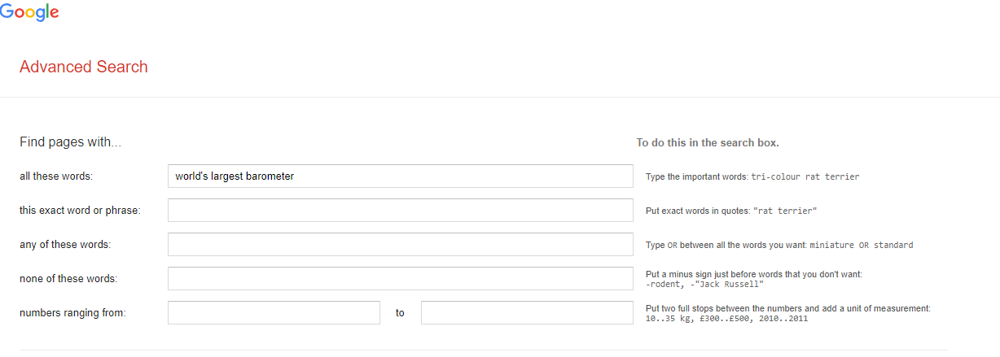 Google
Advanced Search
Find pages with... To do this in the search box.
all these words: world's largest barometer Type the important words: tri-colour rat terrier
this exact word or phrase: Put exact words in quotes: "rat terrier"
any of these words: Type OR between all the words you want: miniature OR standard
none of these words: Put a minus sign just before words that you don't want:
-rodent, -"Jack Russell"
numbers ranging from: to Put two full stops between the numbers and add a unit of measurement:
10..35 kg, £300..£500, 2010..2011